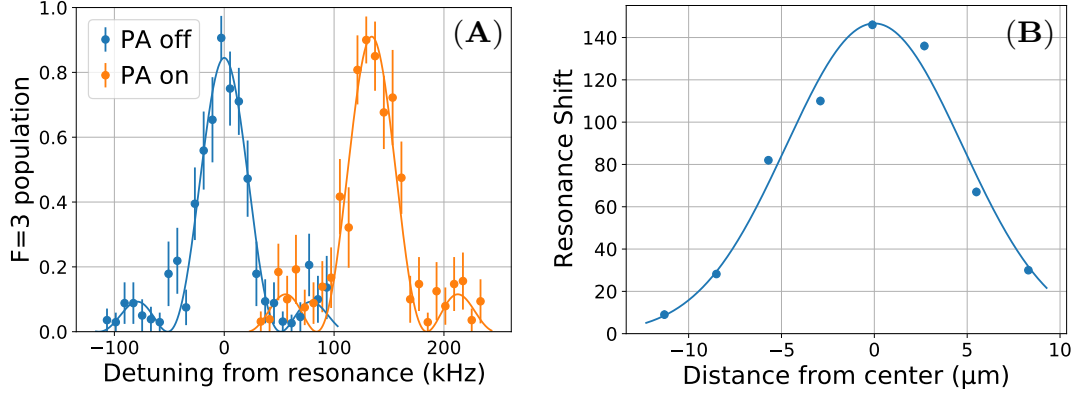 (A)
PA off
PA on
F=3 population
1.0
0.8
0.6
0.4
0.2
0.0
−100
0
100
200
Detuning from resonance (kHz)
(B)
Resonance Shift
140
120
100
80
60
40
20
0
−10
−5
0
5
10
Distance from center (μm)